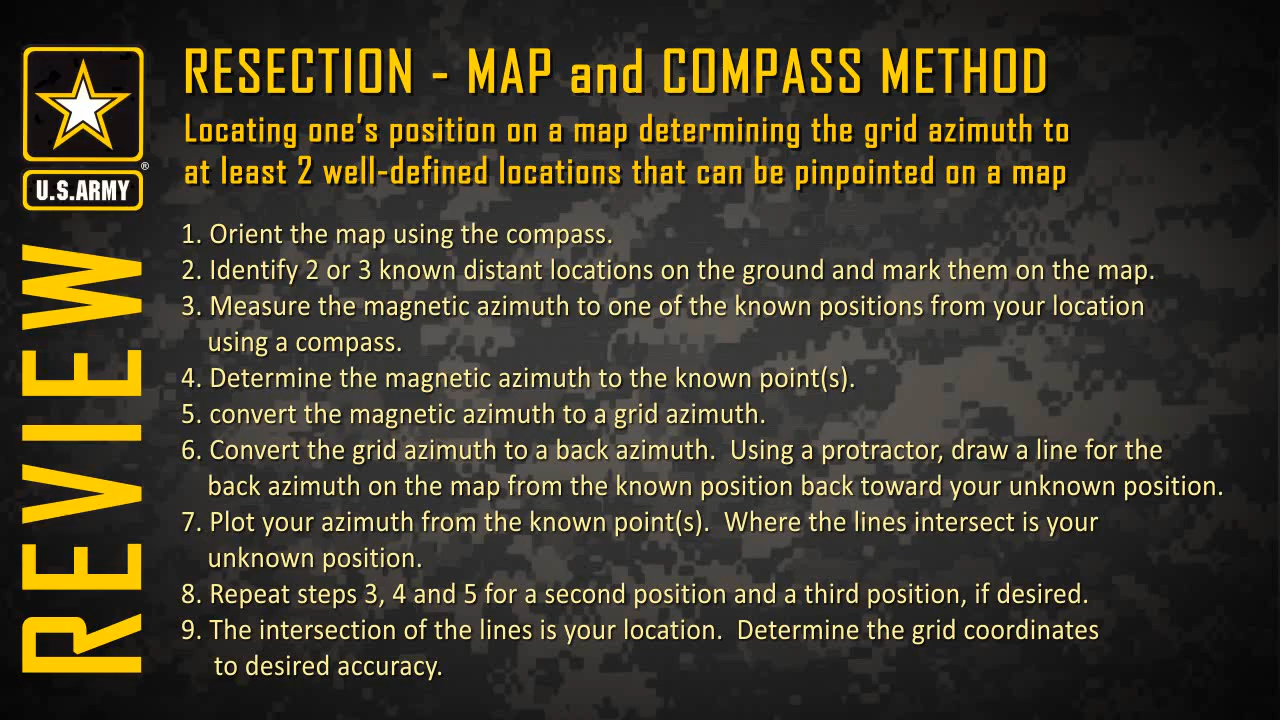 RESECTION - MAP and COMPASS METHOD
Locating one's position on a map determining the grid azimuth to
at least 2 well-defined locations that can be pinpointed on a map
®
U.S.ARMY
REVIEW
1. Orient the map using the compass.
2. Identify 2 or 3 known distant locations on the ground and mark them on the map.
3. Measure the magnetic azimuth to one of the known positions from your location
using a compass.
4. Determine the magnetic azimuth to the known point(s).
5. convert the magnetic azimuth to a grid azimuth.
6. Convert the grid azimuth to a back azimuth.  Using a protractor, draw a line for the
back azimuth on the map from the known position back toward your unknown position.
7. Plot your azimuth from the known point(s).  Where the lines intersect is your
unknown position.
8. Repeat steps 3, 4 and 5 for a second position and a third position, if desired.
9. The intersection of the lines is your location.  Determine the grid coordinates
to desired accuracy.